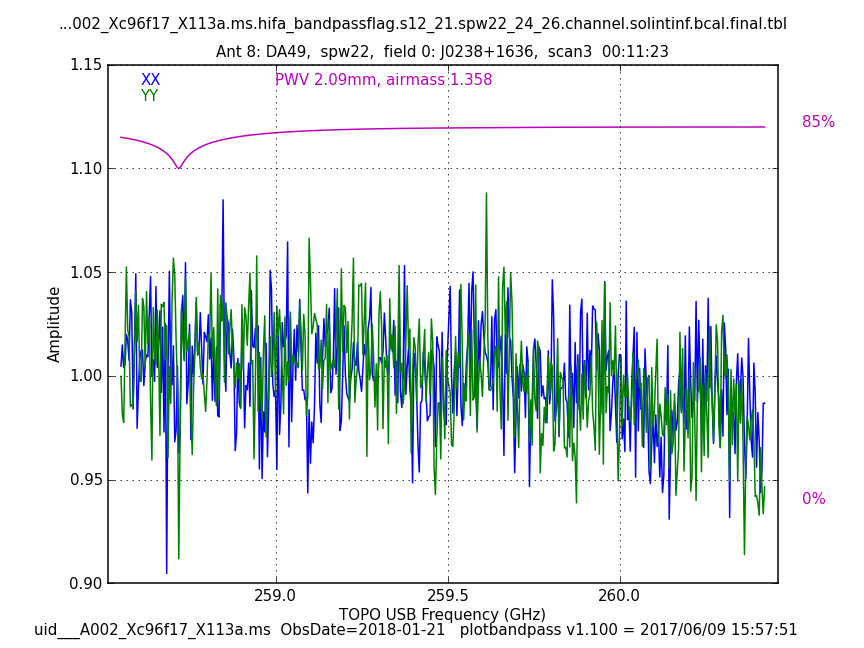 ...002_Xc96f17_X113a.ms.hifa_bandpassflag.s12_21.spw22_24_26.channel.solintinf.bcal.final.tbl
Ant 8: DA49, spw22, field 0: J0238+1636, scan3 00:11:23
1.15
XX
PWV 2.09mm, airmass 1.358
YY
85%
1.10
1.05
Amplitude
1.00
0.95
0%
0.90
259.0
259.5
260.0
TOPO USB Frequency (GHz)
uid___A002_Xc96f17_X113a.ms ObsDate=2018-01-21 plotbandpass v1.100 = 2017/06/09 15:57:51